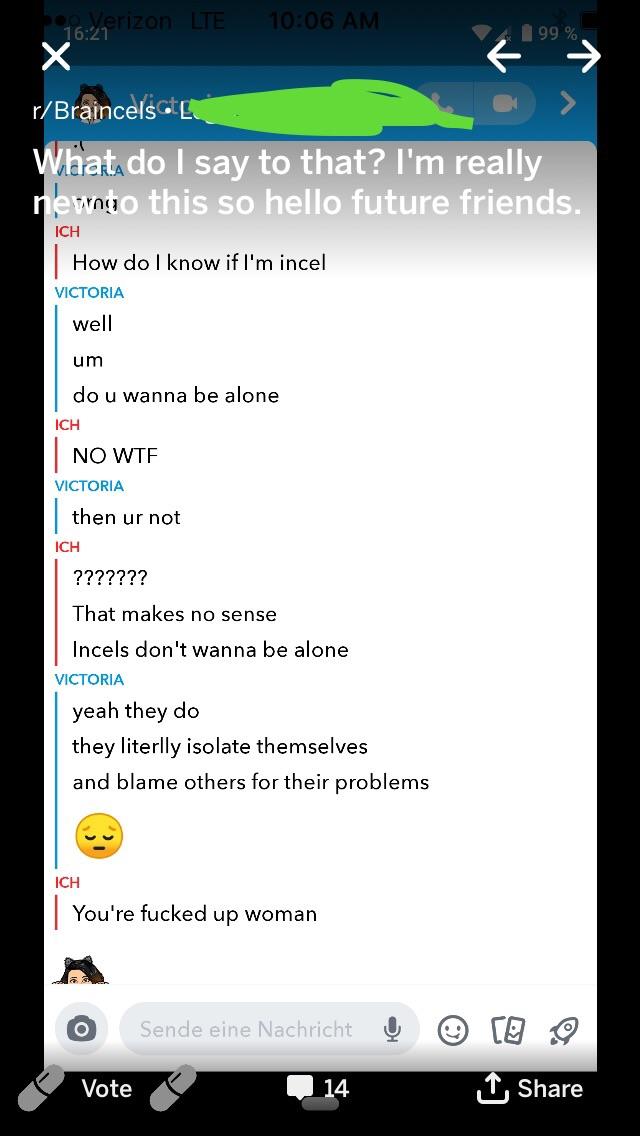 Verizon LTE 10:06 AM
16:21 99 %
r/Braincels •
What do I say to that? I'm really
new to this so hello future friends.
VICTORIA
omg
ICH
How do I know if I'm incel
VICTORIA
well
um
do u wanna be alone
ICH
NO WTF
VICTORIA
then ur not
ICH
???????
That makes no sense
Incels don't wanna be alone
VICTORIA
yeah they do
they literlly isolate themselves
and blame others for their problems
ICH
You're fucked up woman
Sende eine Nachricht
Vote 14 Share